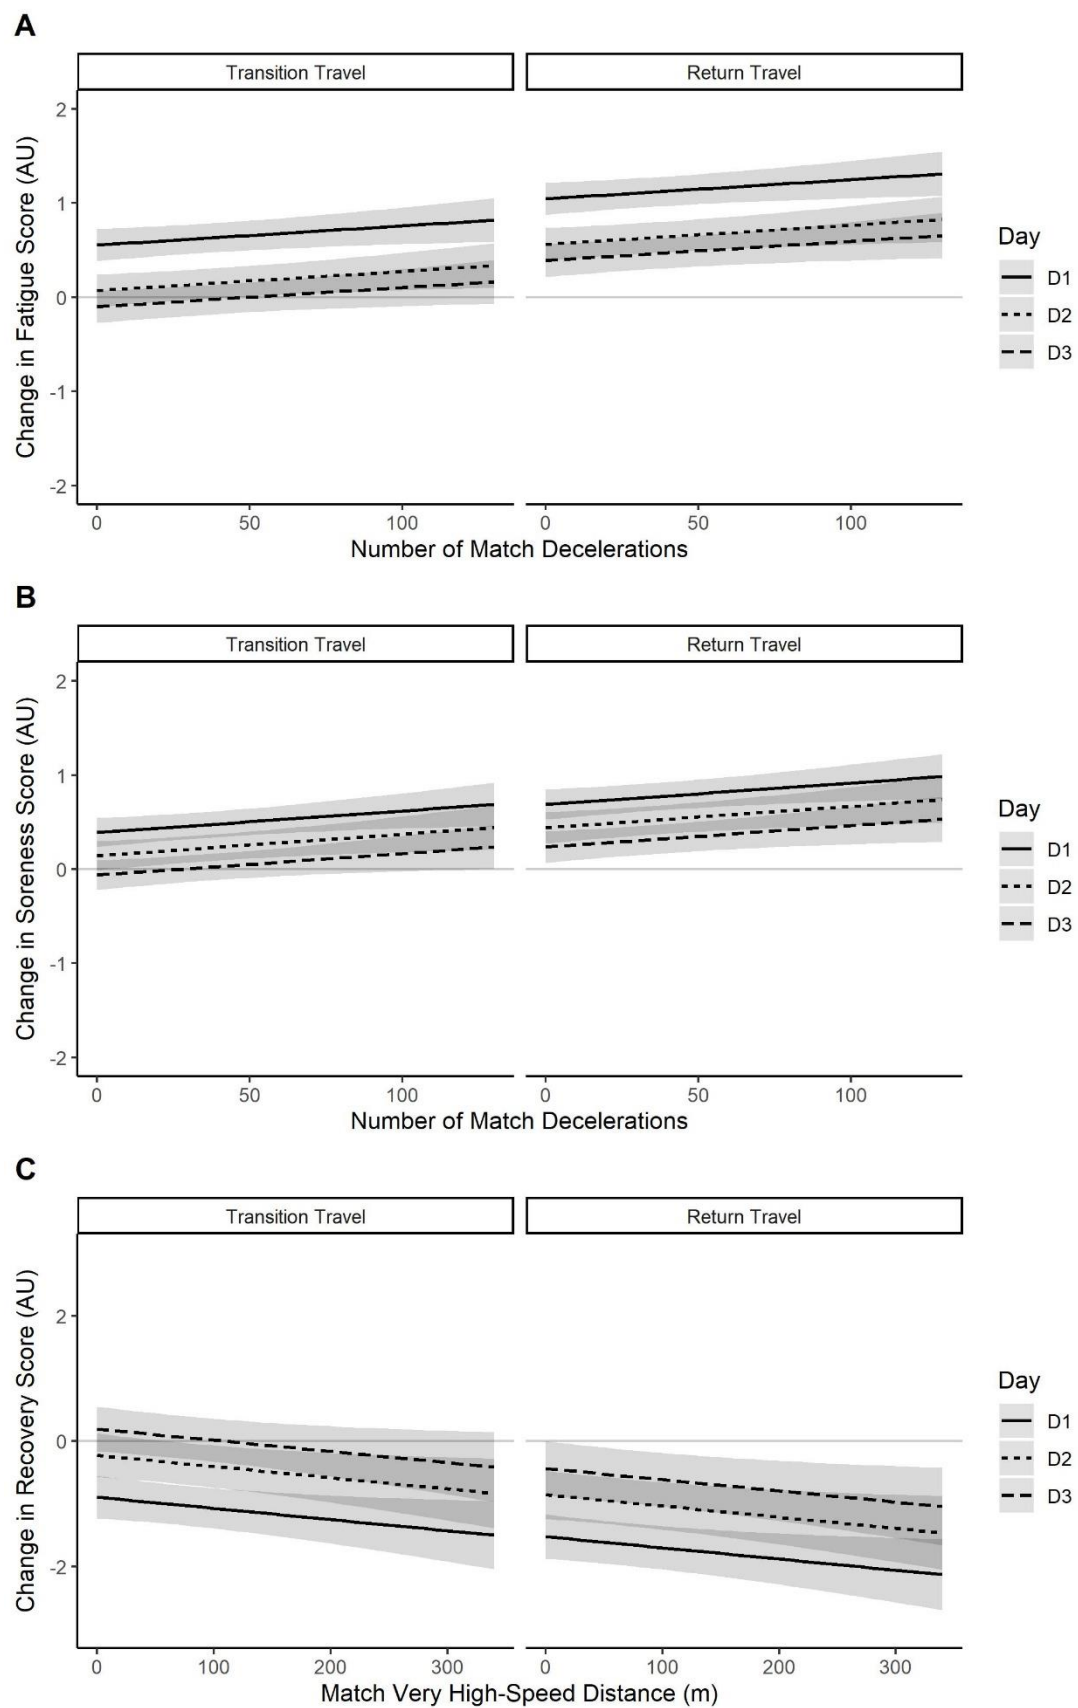 A
Transition Travel
Return Travel
2
1
0
-1
-2
Change in Fatigue Score (AU)
0
50
100
0
50
100
Number of Match Decelerations
Day
D1
D2
D3
B
Transition Travel
Return Travel
2
1
0
-1
-2
Change in Soreness Score (AU)
0
50
100
0
50
100
Number of Match Decelerations
Day
D1
D2
D3
C
Transition Travel
Return Travel
2
0
-2
Change in Recovery Score (AU)
0
100
200
300
0
100
200
300
Match Very High-Speed Distance (m)
Day
D1
D2
D3